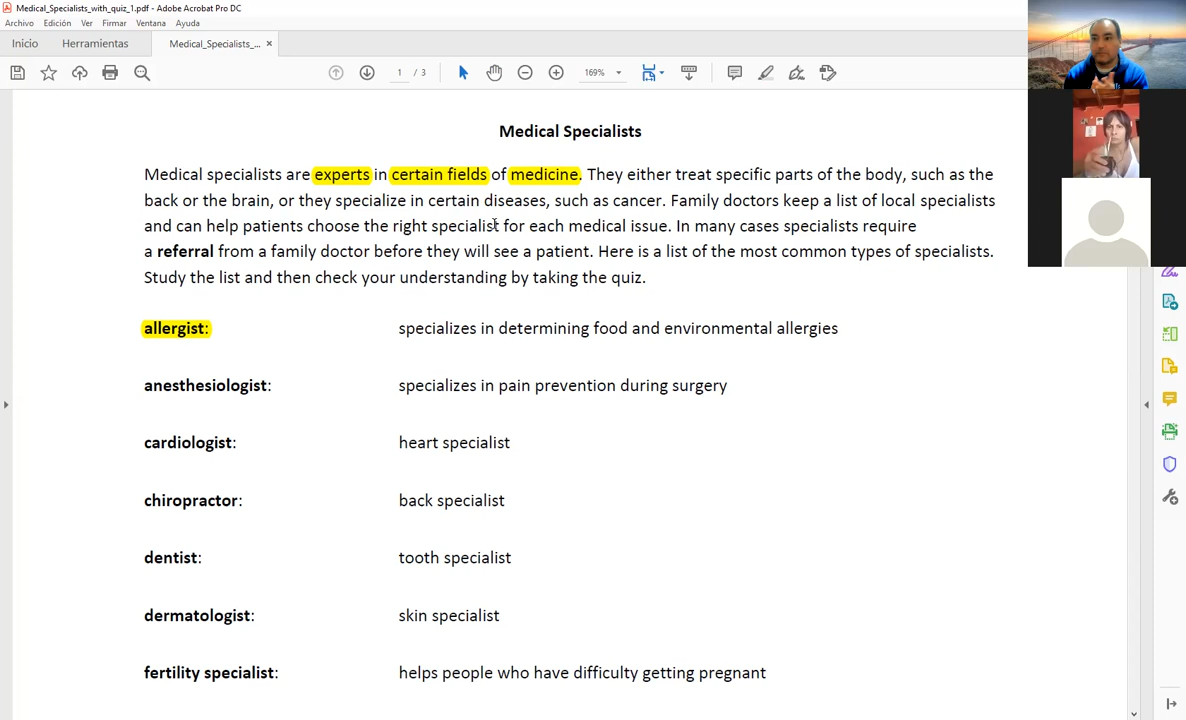 Medical_Specialists_with_quiz_1.pdf - Adobe Acrobat Pro DC
Archivo Edición Ver Firmar Ventana Ayuda
Inicio Herramientas Medical_Specialists_... ×
1 / 3 169%
Medical Specialists
Medical specialists are experts in certain fields of medicine. They either treat specific parts of the body, such as the
back or the brain, or they specialize in certain diseases, such as cancer. Family doctors keep a list of local specialists
and can help patients choose the right specialist for each medical issue. In many cases specialists require
a referral from a family doctor before they will see a patient. Here is a list of the most common types of specialists.
Study the list and then check your understanding by taking the quiz.
allergist: specializes in determining food and environmental allergies
anesthesiologist: specializes in pain prevention during surgery
cardiologist: heart specialist
chiropractor: back specialist
dentist: tooth specialist
dermatologist: skin specialist
fertility specialist: helps people who have difficulty getting pregnant